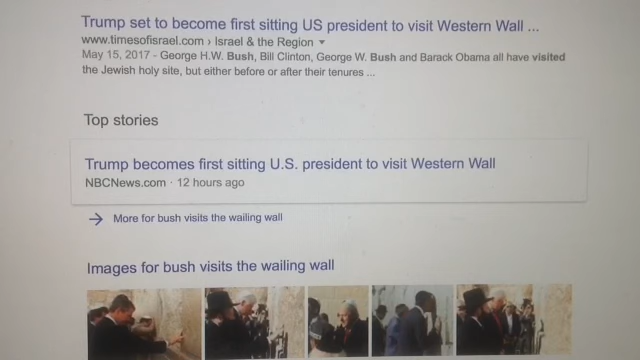 Trump set to become first sitting US president to visit Western Wall ...
www.timesofisrael.com › Israel & the Region ▼
May 15, 2017 - George H.W. Bush, Bill Clinton, George W. Bush and Barack Obama all have visited
the Jewish holy site, but either before or after their tenures ...
Top stories
Trump becomes first sitting U.S. president to visit Western Wall
NBCNews.com · 12 hours ago
→ More for bush visits the wailing wall
Images for bush visits the wailing wall